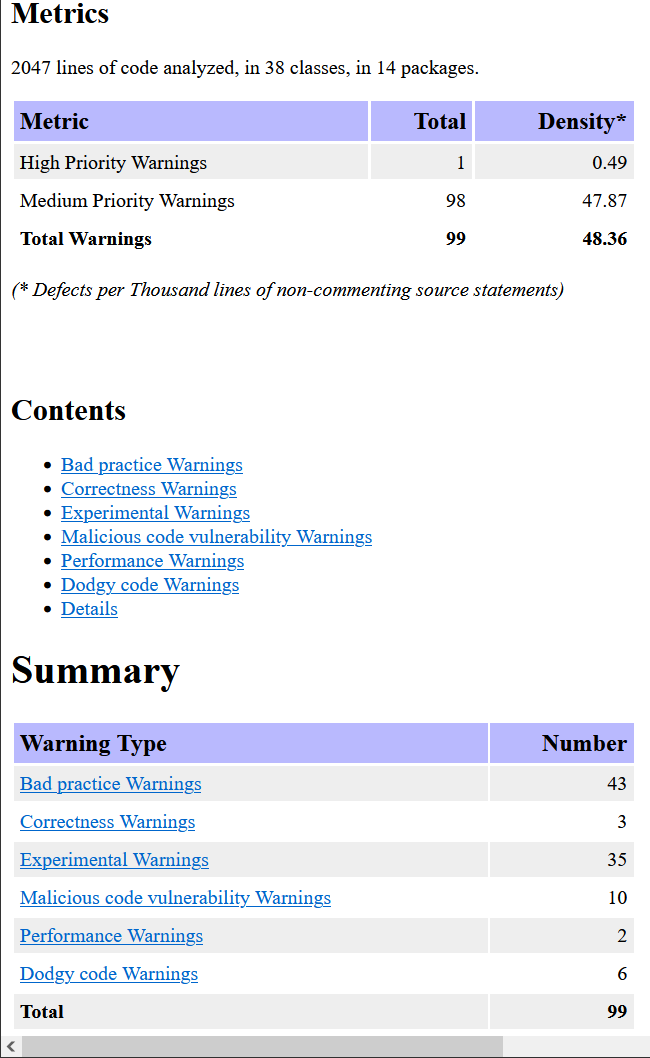 Metrics
2047 lines of code analyzed, in 38 classes, in 14 packages.
Metric Total Density*
High Priority Warnings 1 0.49
Medium Priority Warnings 98 47.87
Total Warnings 99 48.36
(* Defects per Thousand lines of non-commenting source statements)
Contents
• Bad practice Warnings
• Correctness Warnings
• Experimental Warnings
• Malicious code vulnerability Warnings
• Performance Warnings
• Dodgy code Warnings
• Details
Summary
Warning Type Number
Bad practice Warnings 43
Correctness Warnings 3
Experimental Warnings 35
Malicious code vulnerability Warnings 10
Performance Warnings 2
Dodgy code Warnings 6
Total 99